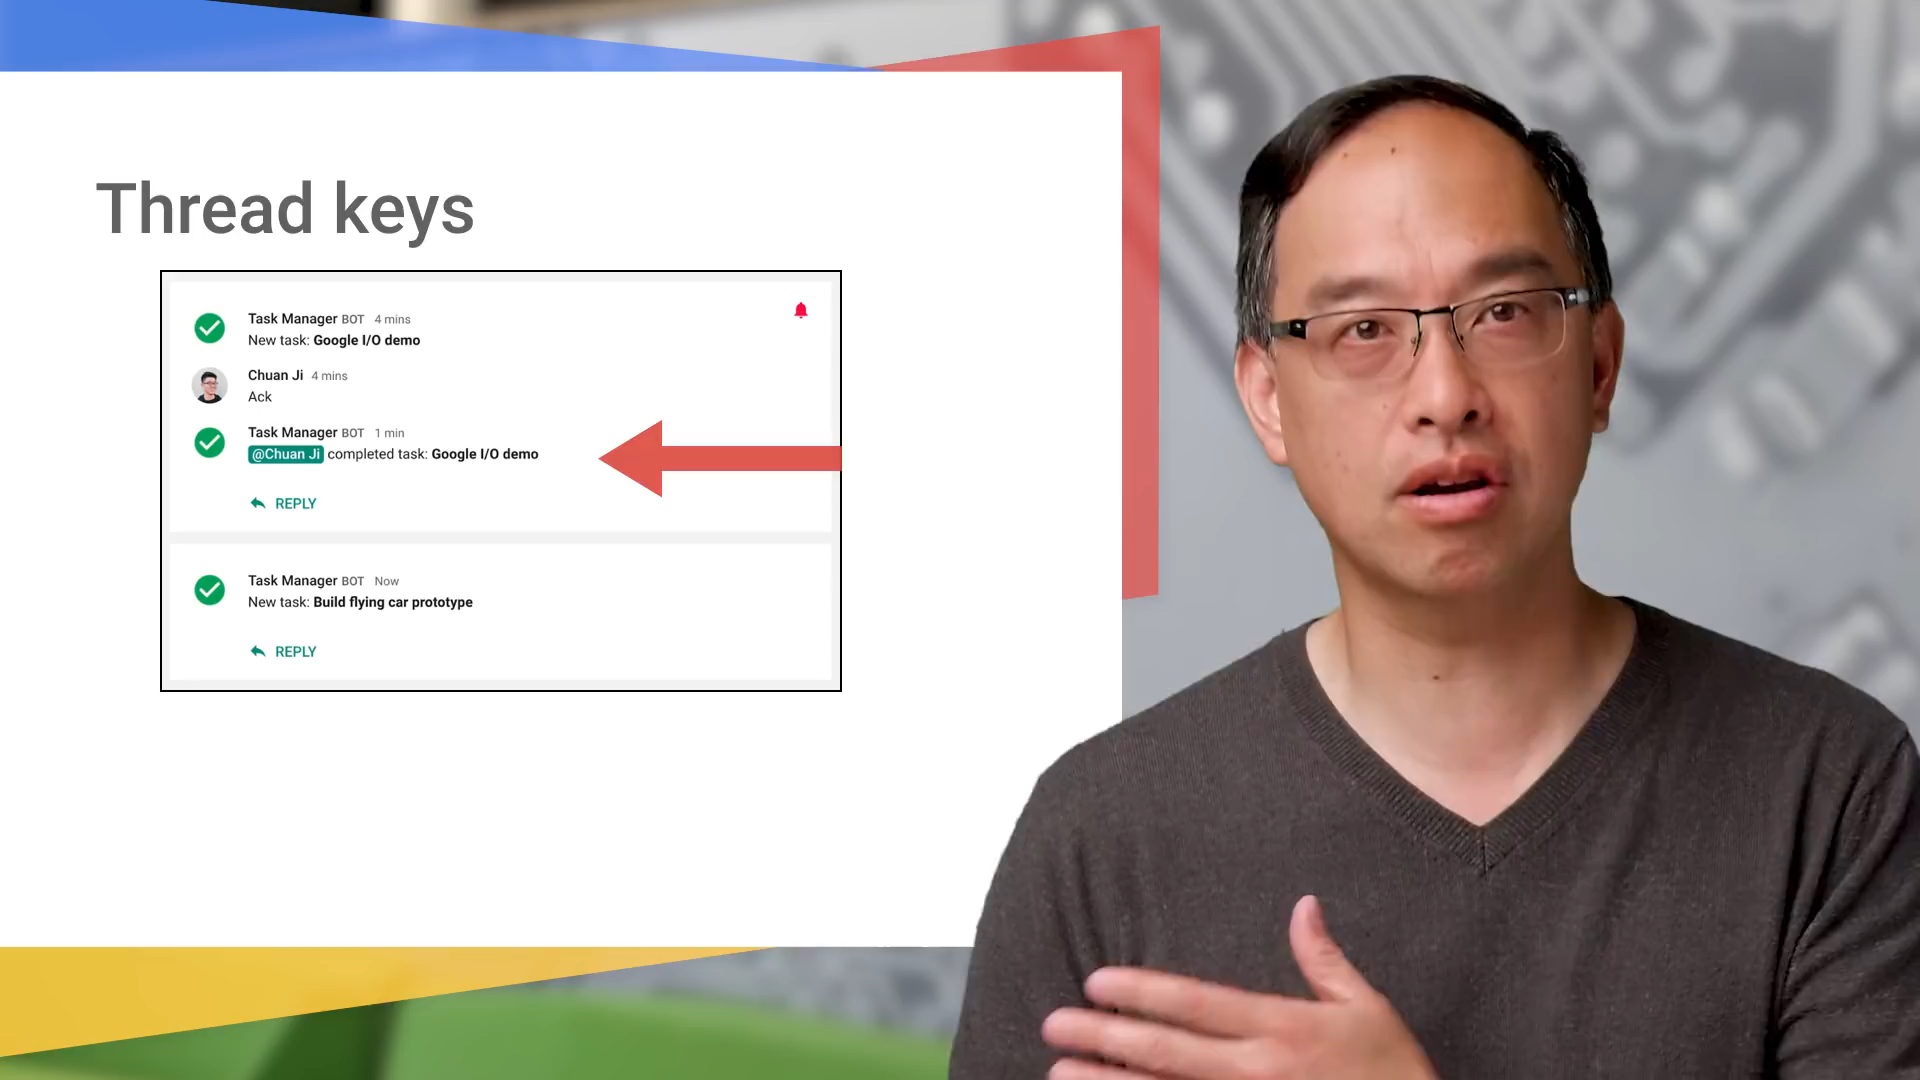 Thread keys
Task Manager BOT 4 mins
New task: Google I/O demo
Chuan Ji 4 mins
Ack
Task Manager BOT 1 min
@Chuan Ji completed task: Google I/O demo
REPLY
Task Manager BOT Now
New task: Build flying car prototype
REPLY